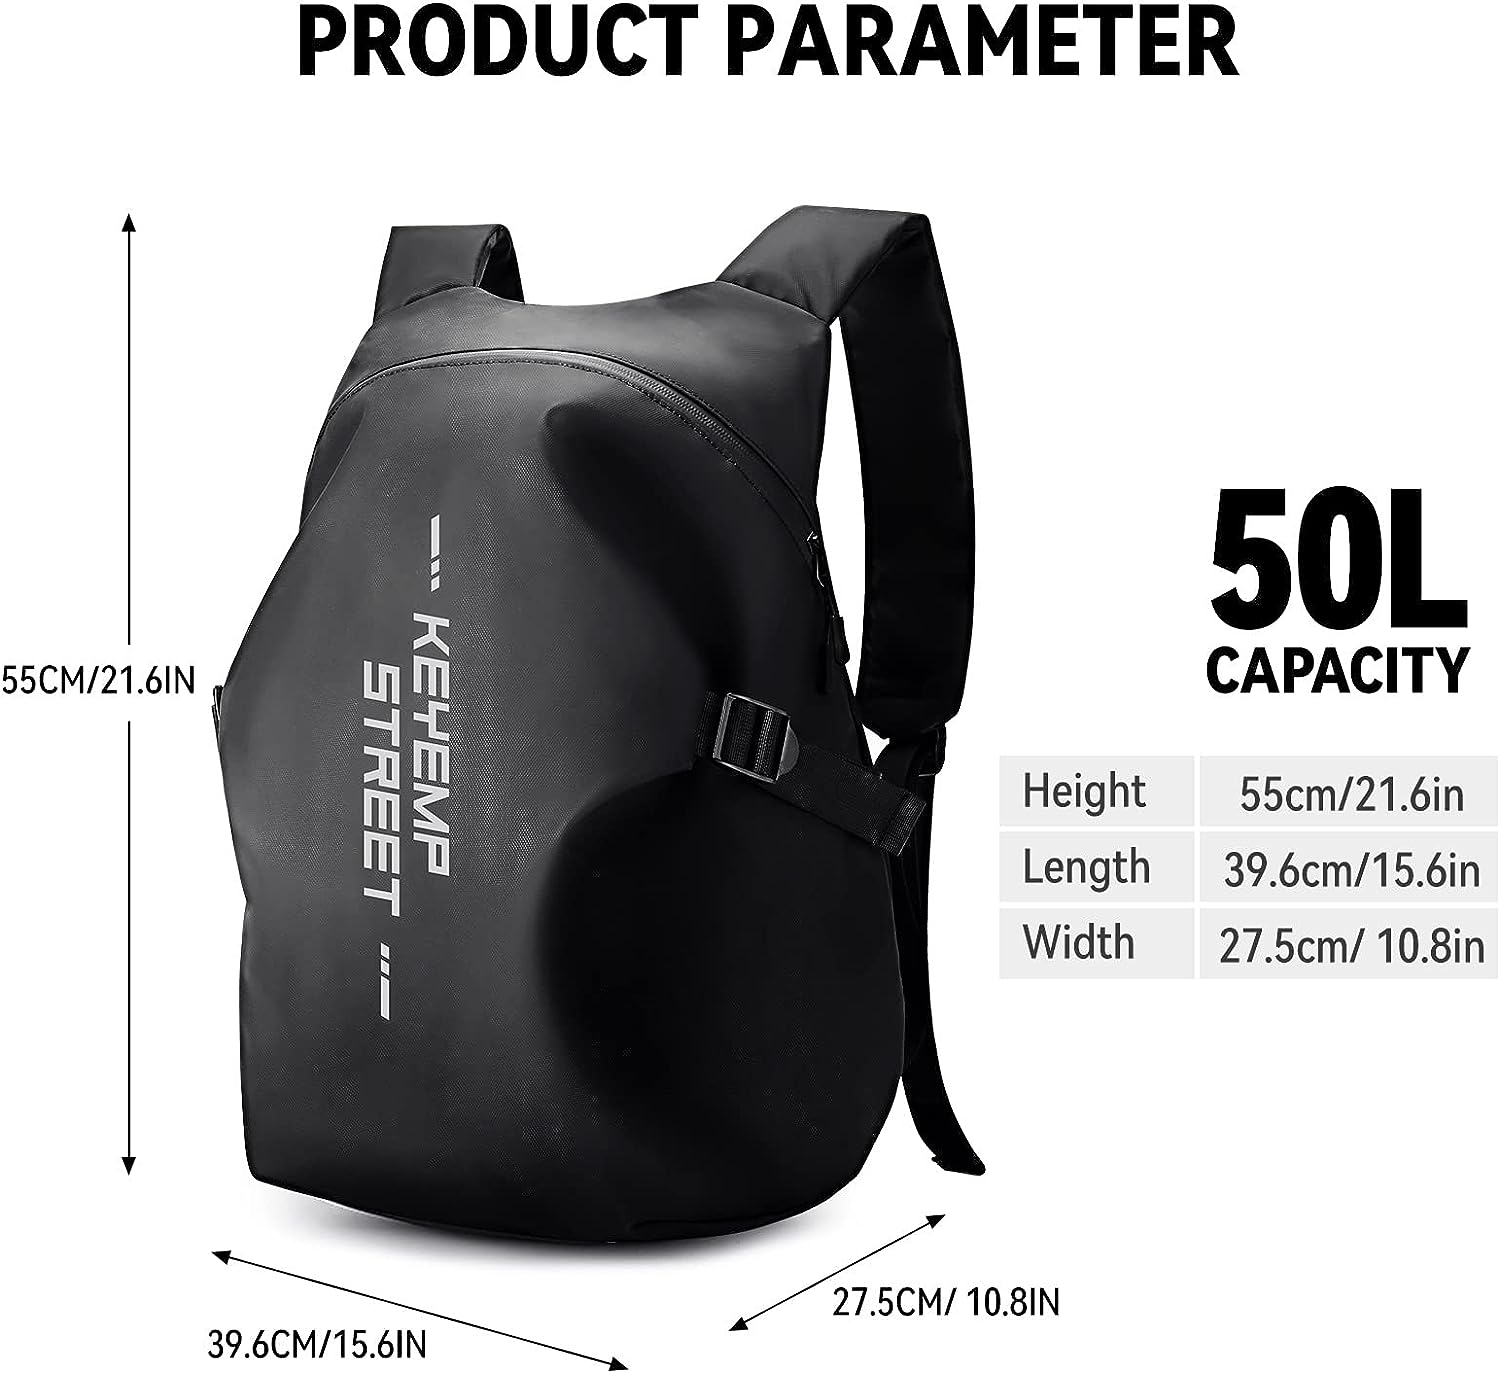 PRODUCT PARAMETER
55CM/21.6IN
KEYEMP
STREET
50L
CAPACITY
Height 55cm/21.6in
Length 39.6cm/15.6in
Width 27.5cm/ 10.8in
27.5CM/ 10.8IN
39.6CM/15.6IN